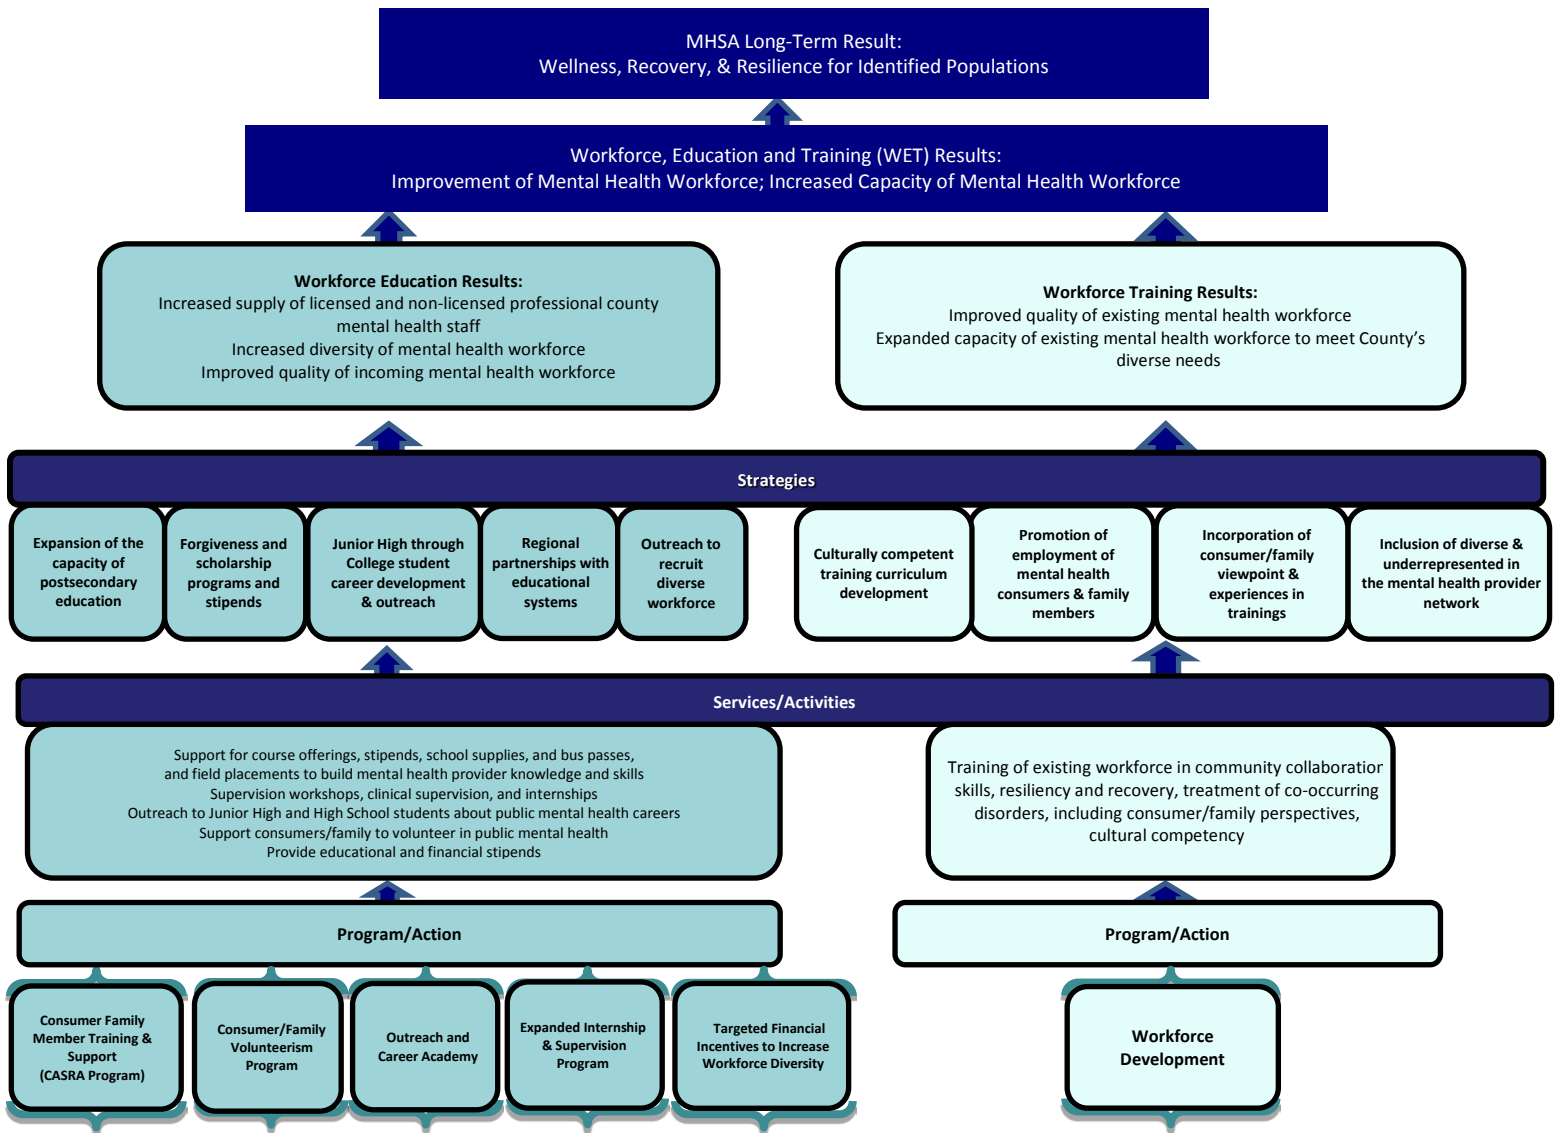 MHSA Long-Term Result:
Wellness, Recovery, & Resilience for Identified Populations
Workforce, Education and Training (WET) Results:
Improvement of Mental Health Workforce; Increased Capacity of Mental Health Workforce
Workforce Education Results:
Increased supply of licensed and non-licensed professional county
mental health staff
Increased diversity of mental health workforce
Improved quality of incoming mental health workforce
Workforce Training Results:
Improved quality of existing mental health workforce
Expanded capacity of existing mental health workforce to meet County’s
diverse needs
Strategies
Expansion of the
capacity of
postsecondary
education
Forgiveness and
scholarship
programs and
stipends
Junior High through
College student
career development
& outreach
Regional
partnerships with
educational
systems
Outreach to
recruit
diverse
workforce
Culturally competent
training curriculum
development
Promotion of
employment of
mental health
consumers & family
members
Incorporation of
consumer/family
viewpoint &
experiences in
trainings
Inclusion of diverse &
underrepresented in
the mental health provider
network
Services/Activities
Support for course offerings, stipends, school supplies, and bus passes,
and field placements to build mental health provider knowledge and skills
Supervision workshops, clinical supervision, and internships
Outreach to Junior High and High School students about public mental health careers
Support consumers/family to volunteer in public mental health
Provide educational and financial stipends
Training of existing workforce in community collaboration
skills, resiliency and recovery, treatment of co-occurring
disorders, including consumer/family perspectives,
cultural competency
Program/Action
Program/Action
Consumer Family
Member Training &
Support
(CASRA Program)
Consumer/Family
Volunteerism
Program
Outreach and
Career Academy
Expanded Internship
& Supervision
Program
Targeted Financial
Incentives to Increase
Workforce Diversity
Workforce
Development